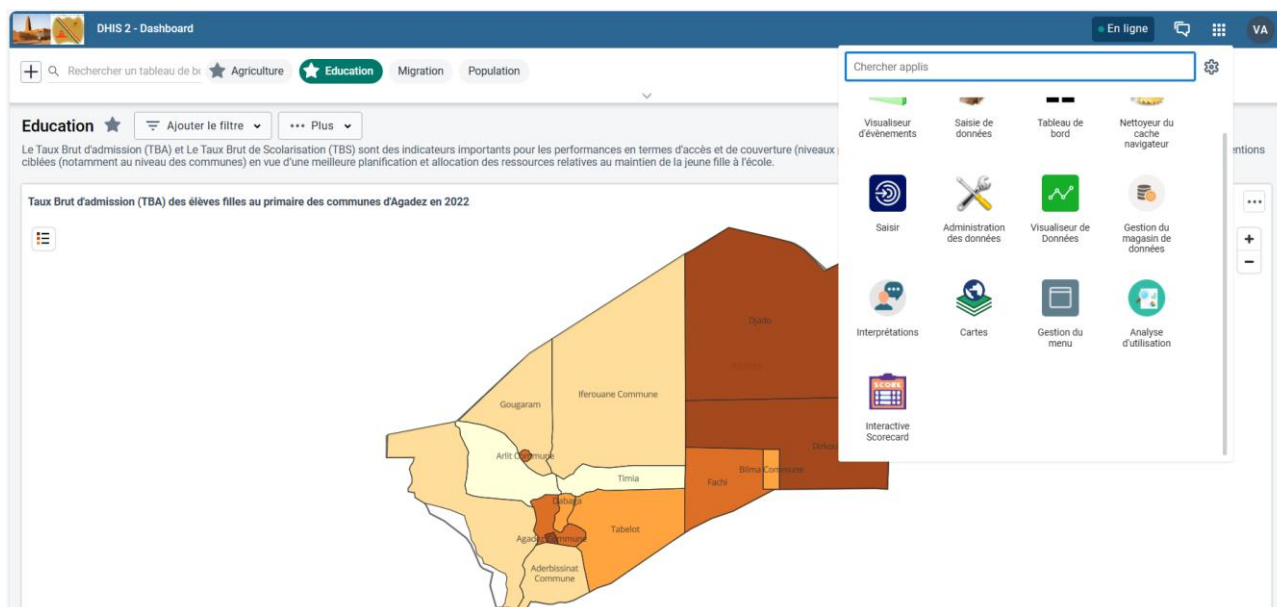 DHIS 2 - Dashboard
En ligne
VA
Rechercher un tableau de b
Agriculture
Education
Migration
Population
Chercher applis
Education
Ajouter le filtre
Plus
Le Taux Brut d'admission (TBA) et Le Taux Brut de Scolarisation (TBS) sont des indicateurs importants pour les performances en termes d'accès et de couverture (niveaux
entions
ciblées (notamment au niveau des communes) en vue d'une meilleure planification et allocation des ressources relatives au maintien de la jeune fille à l'école.
Visualiseur
d'évènements
Saisie de
données
Tableau de
bord
Nettoyeur du
cache
navigateur
Taux Brut d'admission (TBA) des élèves filles au primaire des communes d'Agadez en 2022
Saisir
Administration
des données
Visualiseur de
Données
Gestion du
magasin de
données
Interprétations
Cartes
Gestion du
menu
Analyse
d'utilisation
SCORE
Interactive
Scorecard
Djado
Iferouane Commune
Gougaram
Arlit Commune
Timia
Dirkou
Bilma Commune
Fachi
Dabaga
Tabelot
Agadez Commune
Aderbissinat
Commune